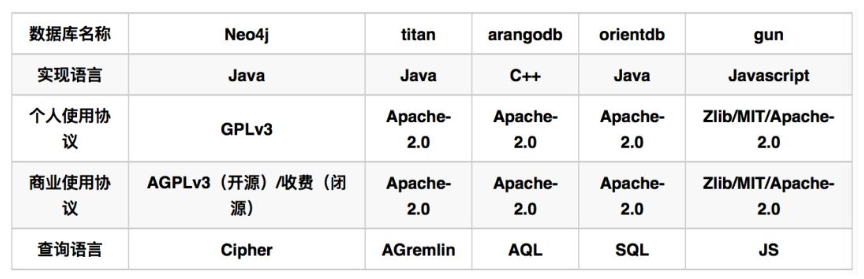 数据库名称 Neo4j titan arangodb orientdb gun
实现语言 Java Java C++ Java Javascript
个人使用协 GPLv3 Apache- Apache- Apache- Zlib/MIT/Apache-
议 2.0 2.0 2.0 2.0
商业使用协 AGPLv3（开源）/收费（闭 Apache- Apache- Apache- Zlib/MIT/Apache-
议 源） 2.0 2.0 2.0 2.0
查询语言 Cipher AGremlin AQL SQL JS